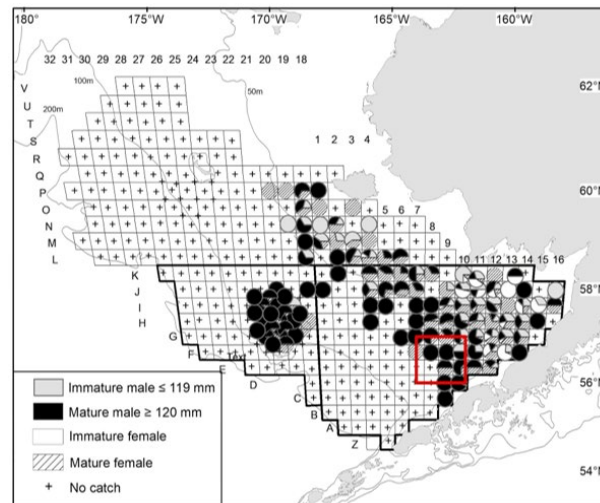 180° 175°W 170°W 165°W 160°W
32 31 30 29 28 27 26 25 24 23 22 21 20 19 18
100m
50m
200m
62°N
V
U
T
S
R
Q
P
O
N
M
L
1 2 3 4
60°N
5 6 7
8
9
10 11 12 13 14 15 16
K
J
I
H
G
F
E
D
C
B
A
Z
58°N
56°N
54°N
Immature male ≤ 119 mm
Mature male ≥ 120 mm
Immature female
Mature female
+ No catch